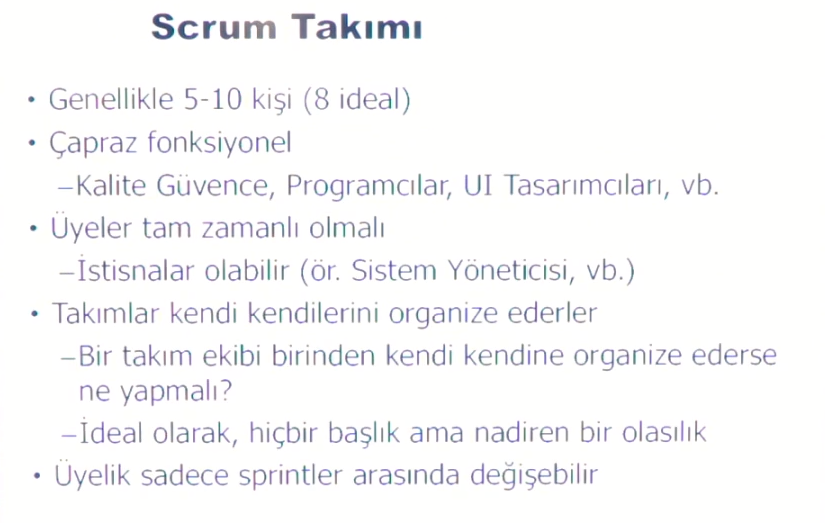 Scrum Takımı
• Genellikle 5-10 kişi (8 ideal)
• Çapraz fonksiyonel
–Kalite Güvence, Programcılar, UI Tasarımcıları, vb.
• Üyeler tam zamanlı olmalı
–İstisnalar olabilir (ör. Sistem Yöneticisi, vb.)
• Takımlar kendi kendilerini organize ederler
–Bir takım ekibi birinden kendi kendine organize ederse
ne yapmalı?
–İdeal olarak, hiçbir başlık ama nadiren bir olasılık
• Üyelik sadece sprintler arasında değişebilir